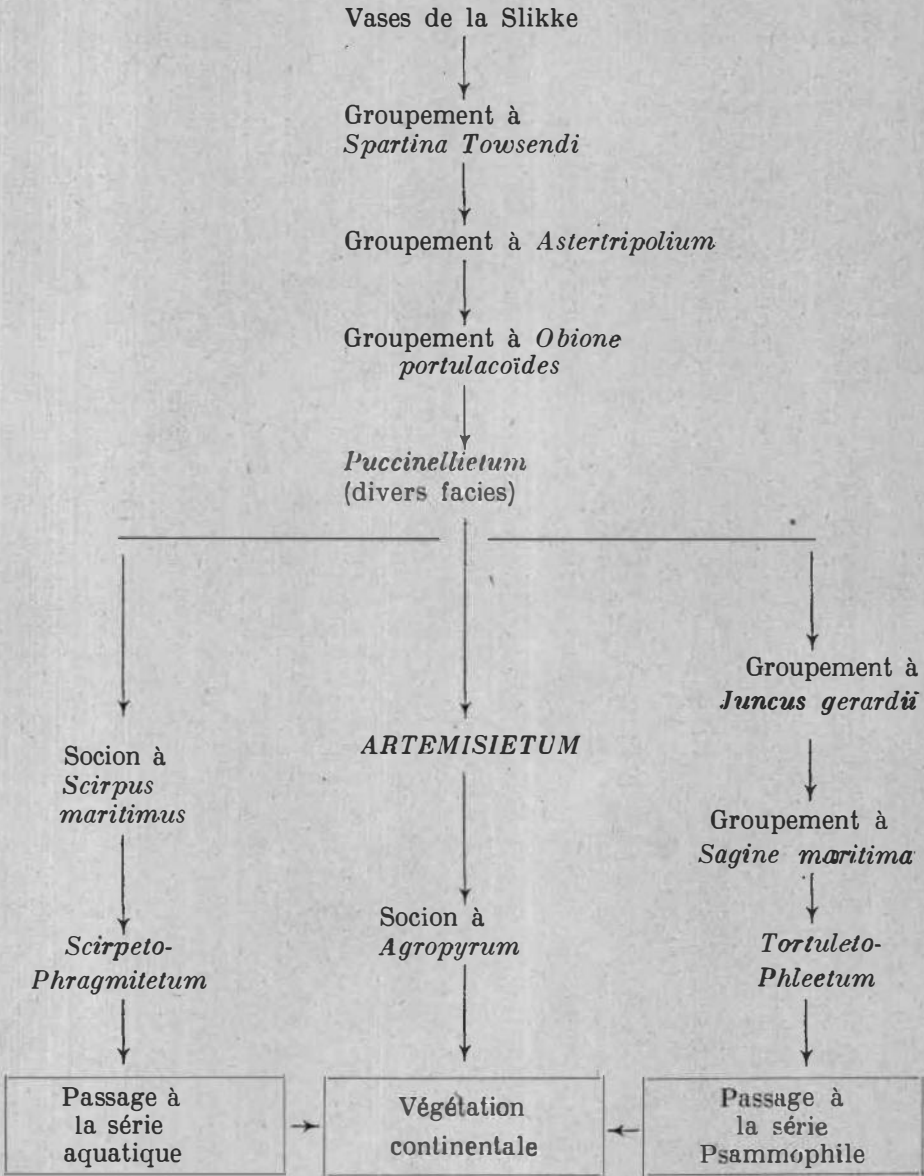 Vases de la Slikke
Groupement à
Spartina Towsendi
Groupement à Astertripolium
Groupement à Obione
portulacoïdes
Puccinellietum
(divers facies)
Socion à
Scirpus
maritimus
Scirpeto-
Phragmitetum
Passage à
la série
aquatique
ARTEMISIETUM
Socion à
Agropyrum
Végétation
continentale
Groupement à
Juncus gerardii
Groupement à
Sagine maritima
Tortuleto-
Phleetum
Passage à
la série
Psammophile